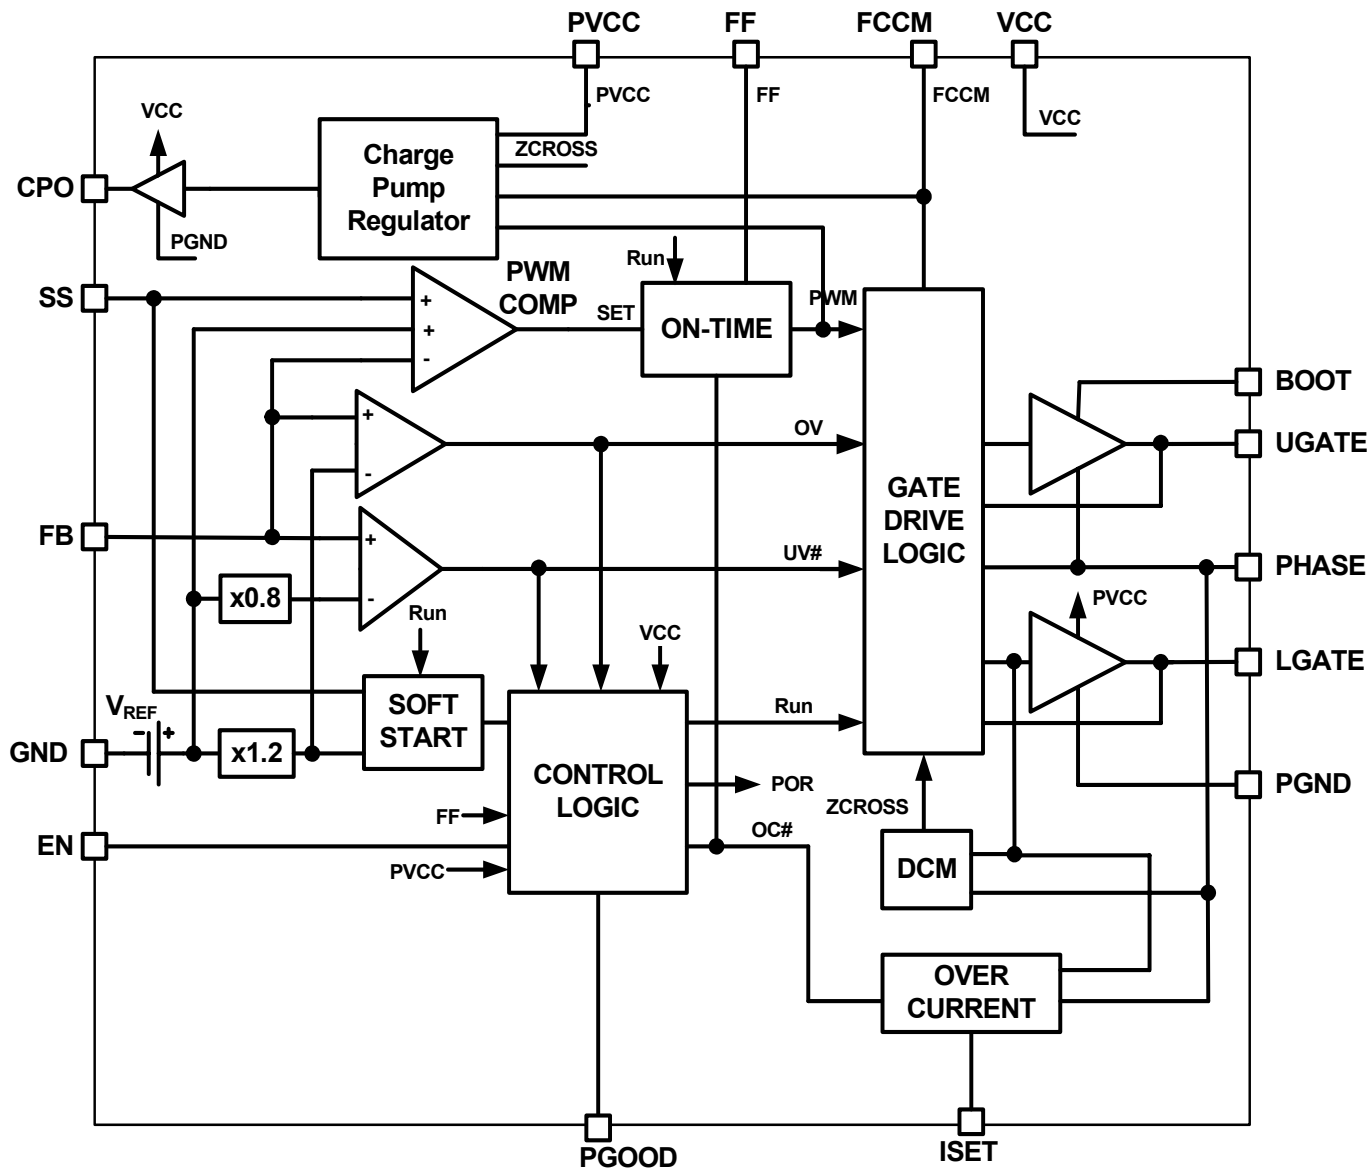 PVCC
FF
FCCM
VCC
PVCC
FF
FCCM
VCC
VCC
ZCROSS
Charge
Pump
Regulator
CPO
PGND
Run
SS
PWM
COMP
+
+
-
SET
ON-TIME
PWM
BOOT
+
-
OV
UGATE
GATE
DRIVE
LOGIC
FB
+
-
UV#
PHASE
x0.8
Run
VCC
PVCC
LGATE
VREF
- +
GND
x1.2
SOFT
START
Run
CONTROL
LOGIC
POR
ZCROSS
PGND
FF
OC#
EN
PVCC
DCM
OVER
CURRENT
PGOOD
ISET